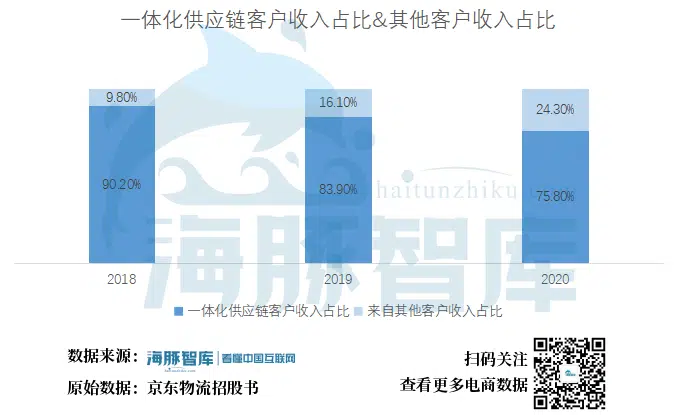 一体化供应链客户收入占比&其他客户收入占比
9.80%
16.10%
24.30%
90.20%
83.90%
75.80%
haitunzhiku
海豚智库
2018
2019
2020
一体化供应链客户收入占比
来自其他客户收入占比
数据来源：海豚智库 看懂中国互联网
扫码关注
原始数据：京东物流招股书
查看更多电商数据